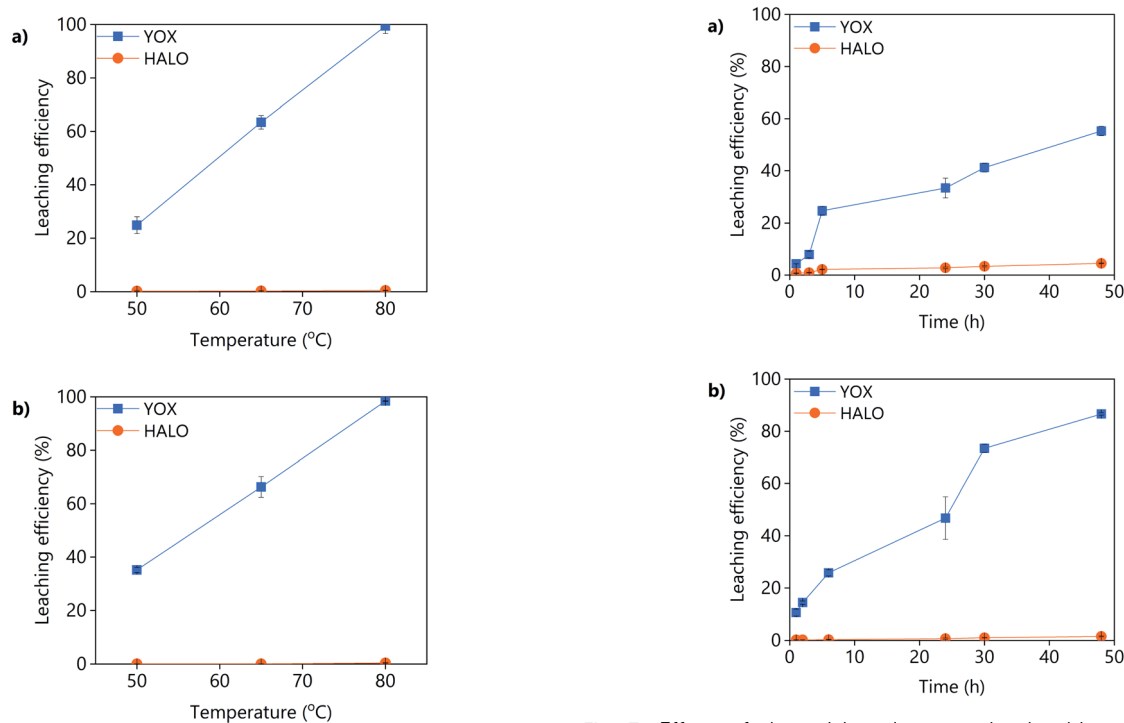 a)
YOX
HALO
100
80
60
40
20
0
Leaching efficiency
50 60 70 80
Temperature (°C)
b)
YOX
HALO
100
80
60
40
20
0
Leaching efficiency (%)
50 60 70 80
Temperature (°C)
a)
YOX
HALO
100
80
60
40
20
0
Leaching efficiency (%)
0 10 20 30 40 50
Time (h)
b)
YOX
HALO
100
80
60
40
20
0
Leaching efficiency (%)
0 10 20 30 40 50
Time (h)